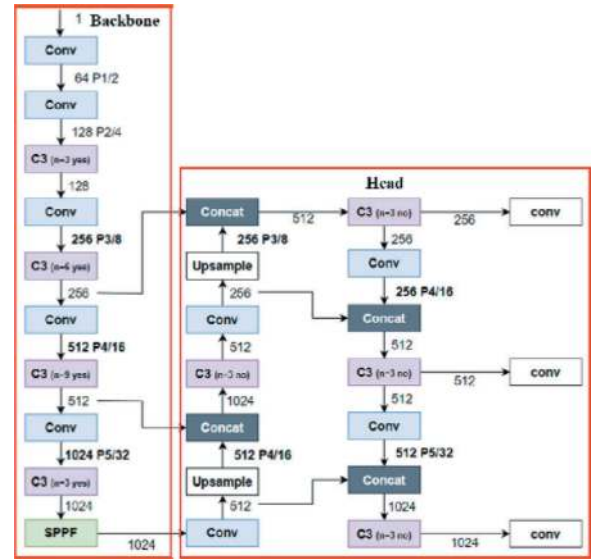 1
Backbone
Conv
64 P1/2
Conv
128 P2/4
C3 (n=3 yes)
128
Conv
256 P3/8
C3 (n=6 yes)
256
Conv
512 P4/16
C3 (n=9 yes)
512
Conv
1024 P5/32
C3 (n=3 yes)
1024
SPPF
1024
Head
Concat
512
256 P3/8
Upsample
256
Conv
512
C3 (n=3 no)
1024
Concat
512 P4/16
Upsample
512
Conv
C3 (n=3 no)
256
conv
256
Conv
256 P4/16
Concat
512
C3 (n=3 no)
512
conv
512
Conv
512 P5/32
Concat
1024
C3 (n=3 no)
1024
conv